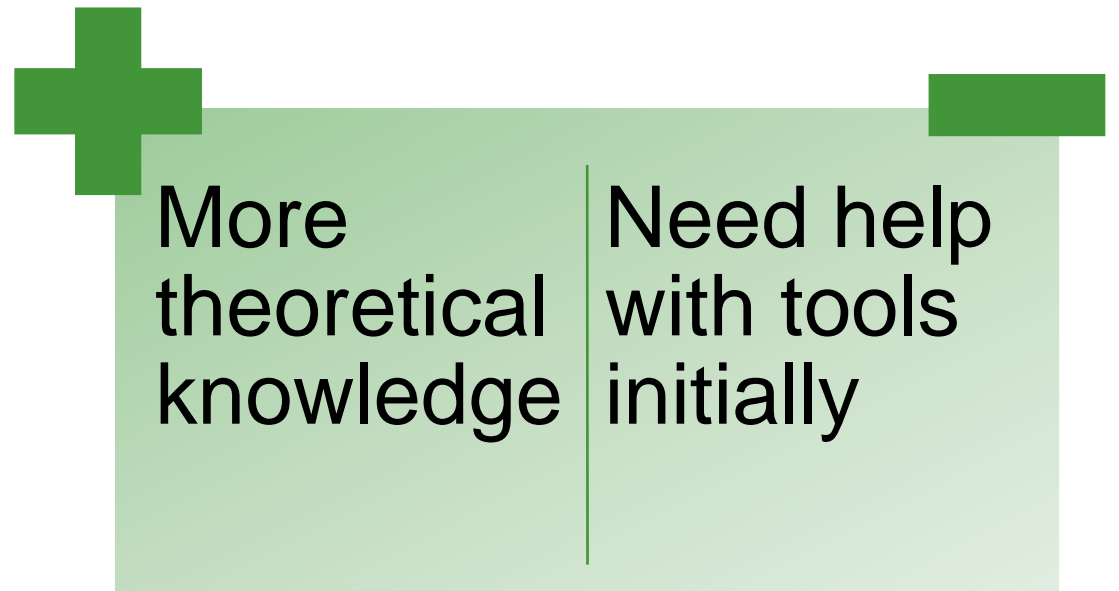 More
theoretical
knowledge
Need help
with tools
initially